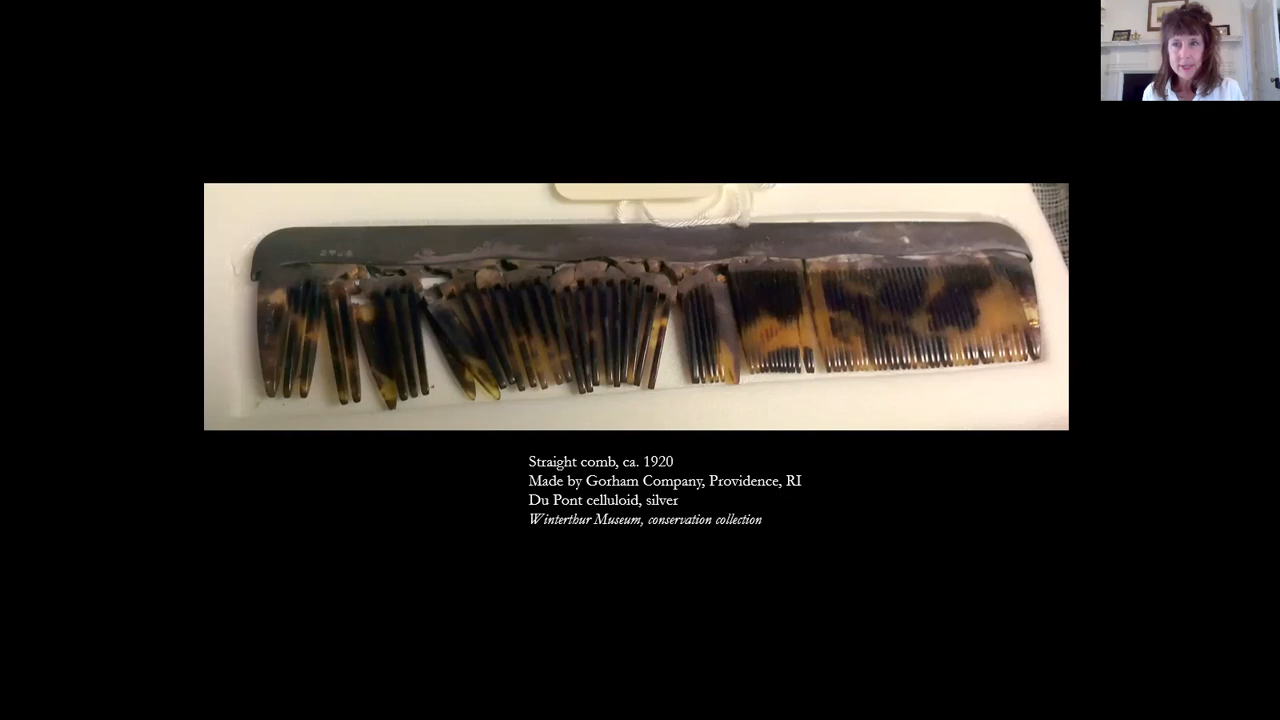 Straight comb, ca. 1920
Made by Gorham Company, Providence, RI
Du Pont celluloid, silver
Winterthur Museum, conservation collection